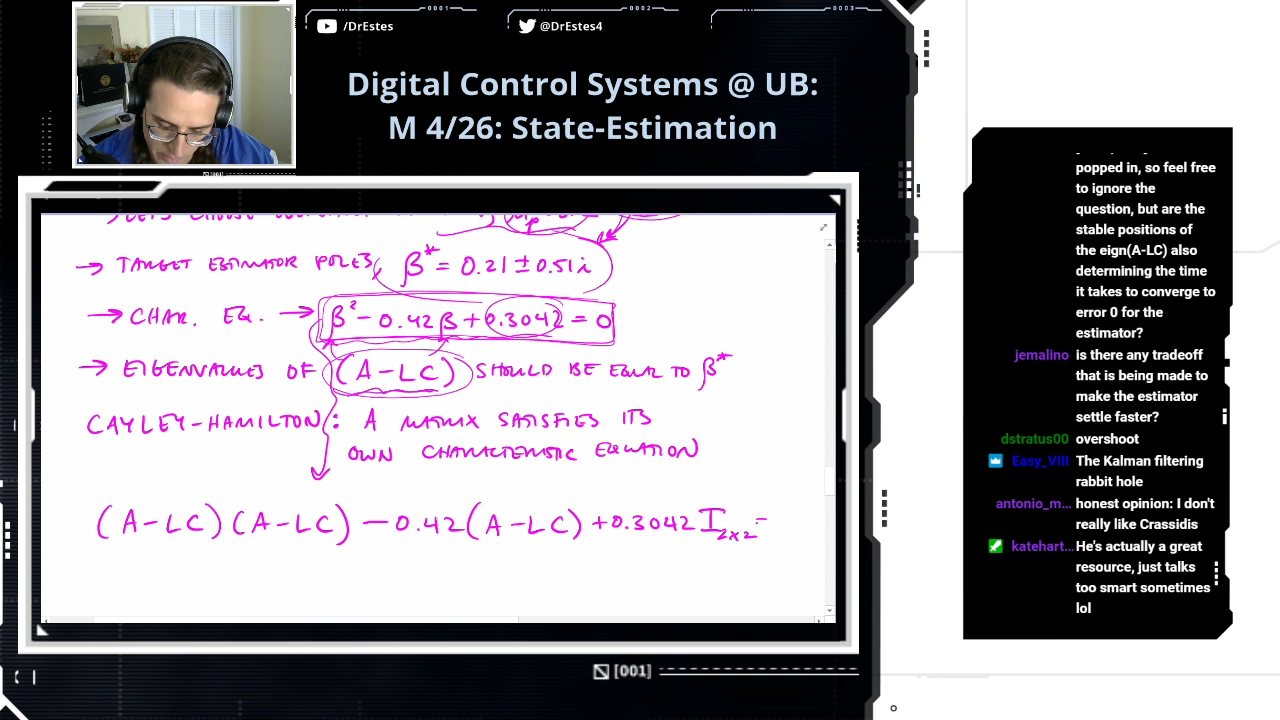 0001
0002
0003
/DrEstes
@DrEstes4
Digital Control Systems @ UB:
M 4/26: State-Estimation
[001]
→ TARGET ESTIMATOR POLES, β* = 0.21 ± 0.51i
→ CHAR. EQ. → β² - 0.42β + 0.3042 = 0
→ EIGENVALUES OF (A-LC) SHOULD BE EQUAL TO β*
CAYLEY-HAMILTON: A MATRIX SATISFIES ITS
OWN CHARACTERISTIC EQUATION
(A-LC)(A-LC) - 0.42(A-LC) + 0.3042 I2x2 =
popped in, so feel free
to ignore the
question, but are the
stable positions of
the eign(A-LC) also
determining the time
it takes to converge to
error 0 for the
estimator?
jemalino is there any tradeoff
that is being made to
make the estimator
settle faster?
dstratus00 overshoot
Easy_VIII The Kalman filtering
rabbit hole
antonio_m... honest opinion: I don't
really like Crassidis
katehart... He's actually a great
resource, just talks
too smart sometimes
lol
[001]